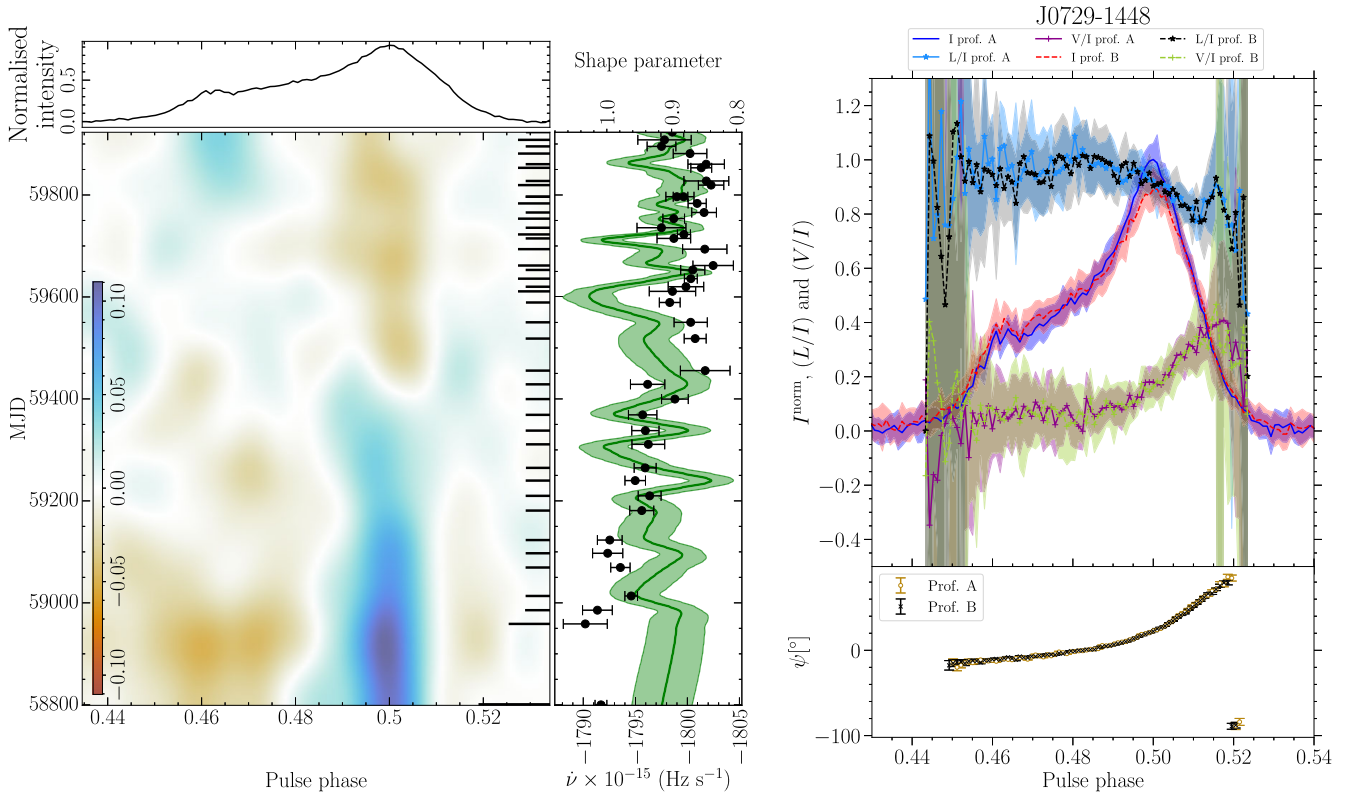 J0729-1448
Normalised
intensity
0.0 0.5
Shape parameter
1.0 0.9 0.8
MJD
59800
59600
59400
59200
59000
58800
0.10
0.05
0.00
−0.05
−0.10
0.44 0.46 0.48 0.5 0.52
Pulse phase
−1790 −1795 −1800 −1805
ν̇ × 10⁻¹⁵ (Hz s⁻¹)
I prof. A V/I prof. A L/I prof. B
L/I prof. A I prof. B V/I prof. B
I^norm, (L/I) and (V/I)
1.2
1.0
0.8
0.6
0.4
0.2
0.0
−0.2
−0.4
Prof. A
Prof. B
ψ[°]
0
−100
0.44 0.46 0.48 0.50 0.52 0.54
Pulse phase